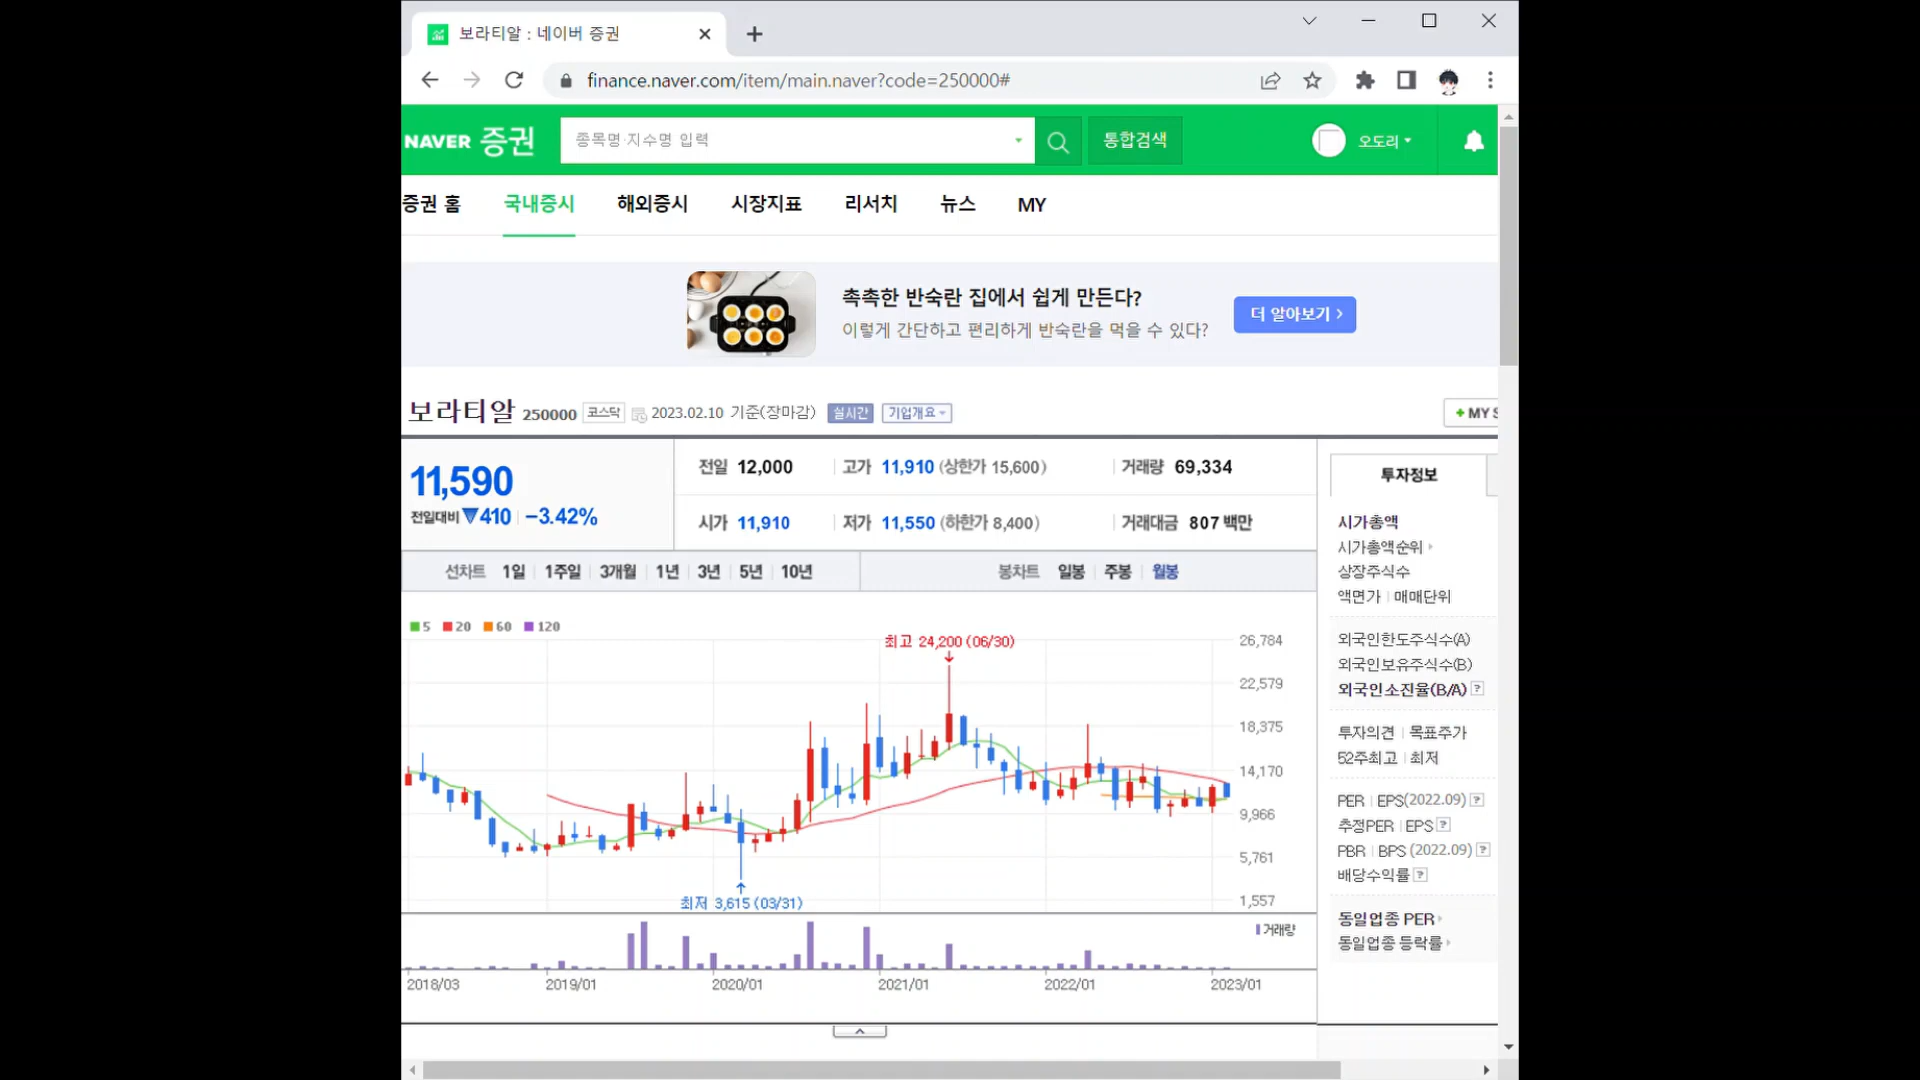 보라티알 : 네이버 증권
finance.naver.com/item/main.naver?code=250000#
NAVER 증권
종목명·지수명 입력
통합검색
오도리
증권 홈 국내증시 해외증시 시장지표 리서치 뉴스 MY
촉촉한 반숙란 집에서 쉽게 만든다?
이렇게 간단하고 편리하게 반숙란을 먹을 수 있다?
더 알아보기 >
보라티알 250000 코스닥 2023.02.10 기준(장마감) 실시간 기업개요
+ MY S
11,590
전일대비 ▼410 -3.42%
전일 12,000 고가 11,910 (상한가 15,600) 거래량 69,334
시가 11,910 저가 11,550 (하한가 8,400) 거래대금 807 백만
선차트 1일 1주일 3개월 1년 3년 5년 10년
봉차트 일봉 주봉 월봉
5 20 60 120
최고 24,200 (06/30)
26,784
22,579
18,375
14,170
9,966
5,761
1,557
최저 3,615 (03/31)
거래량
2018/03 2019/01 2020/01 2021/01 2022/01 2023/01
투자정보
시가총액
시가총액순위
상장주식수
액면가 | 매매단위
외국인한도주식수(A)
외국인보유주식수(B)
외국인소진율(B/A) ?
투자의견 | 목표주가
52주최고 | 최저
PER | EPS(2022.09) ?
추정PER | EPS ?
PBR | BPS (2022.09) ?
배당수익률 ?
동일업종 PER
동일업종 등락률